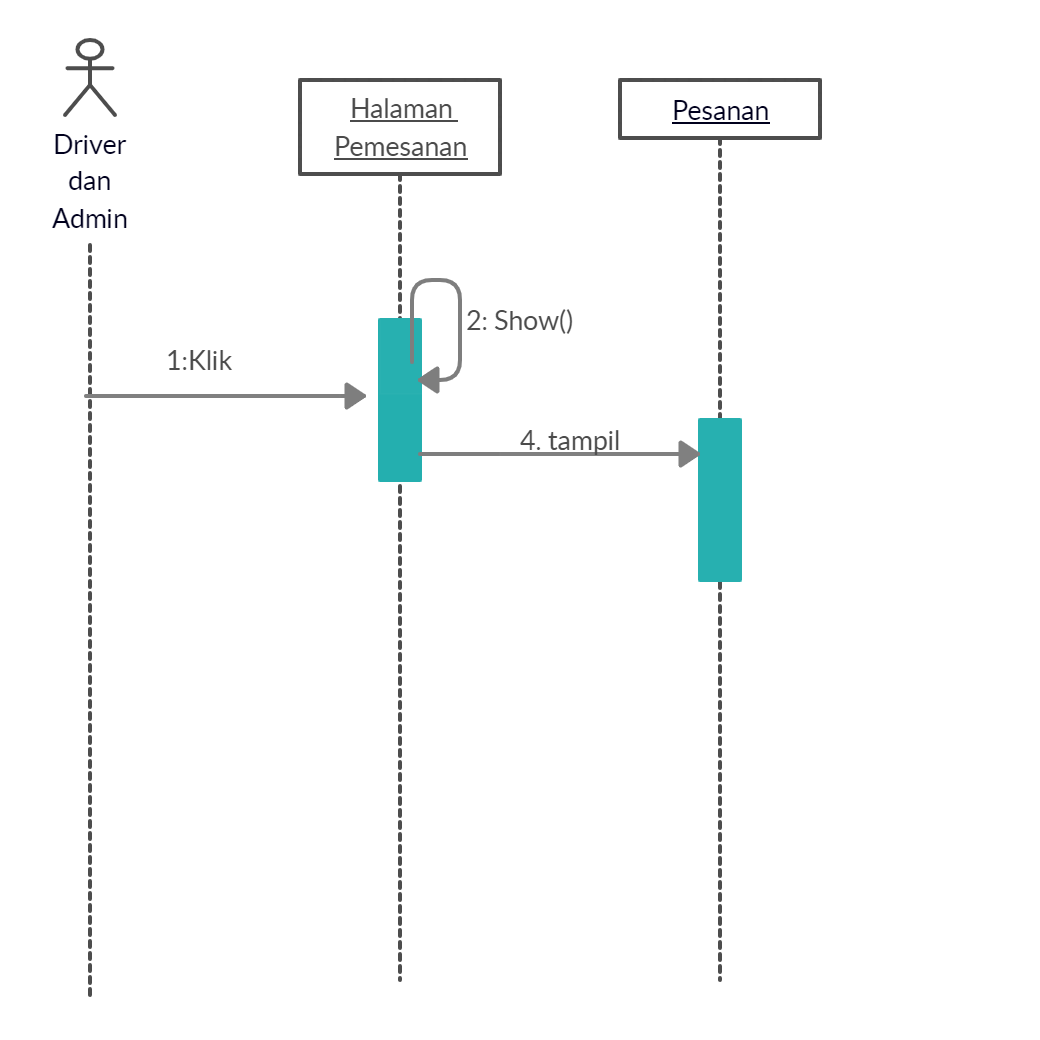 Driver
dan
Admin
Halaman
Pemesanan
Pesanan
2: Show()
1:Klik
4. tampil